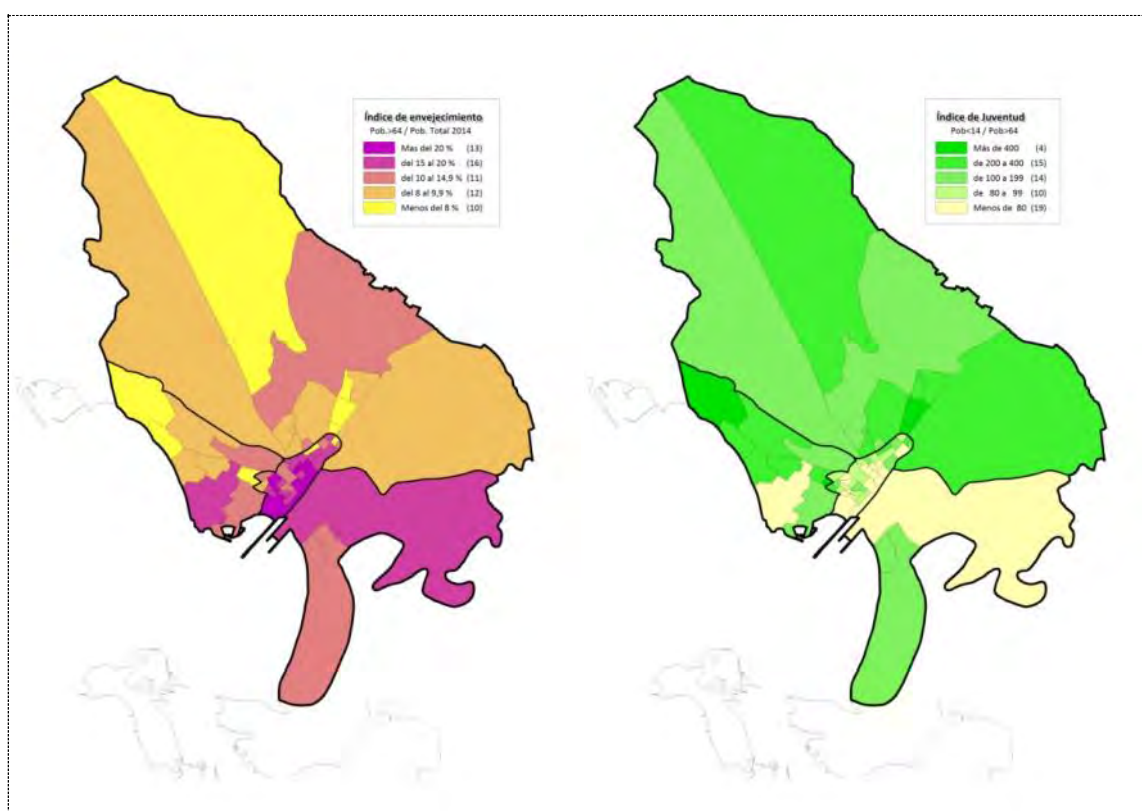 Índice de envejecimiento
Pob.>64 / Pob. Total 2014
Mas del 20 % (13)
del 15 al 20 % (16)
del 10 al 14,9 % (11)
del 8 al 9,9 % (12)
Menos del 8 % (10)
Índice de Juventud
Pob<14 / Pob>64
Más de 400 (4)
de 200 a 400 (15)
de 100 a 199 (14)
de 80 a 99 (10)
Menos de 80 (19)